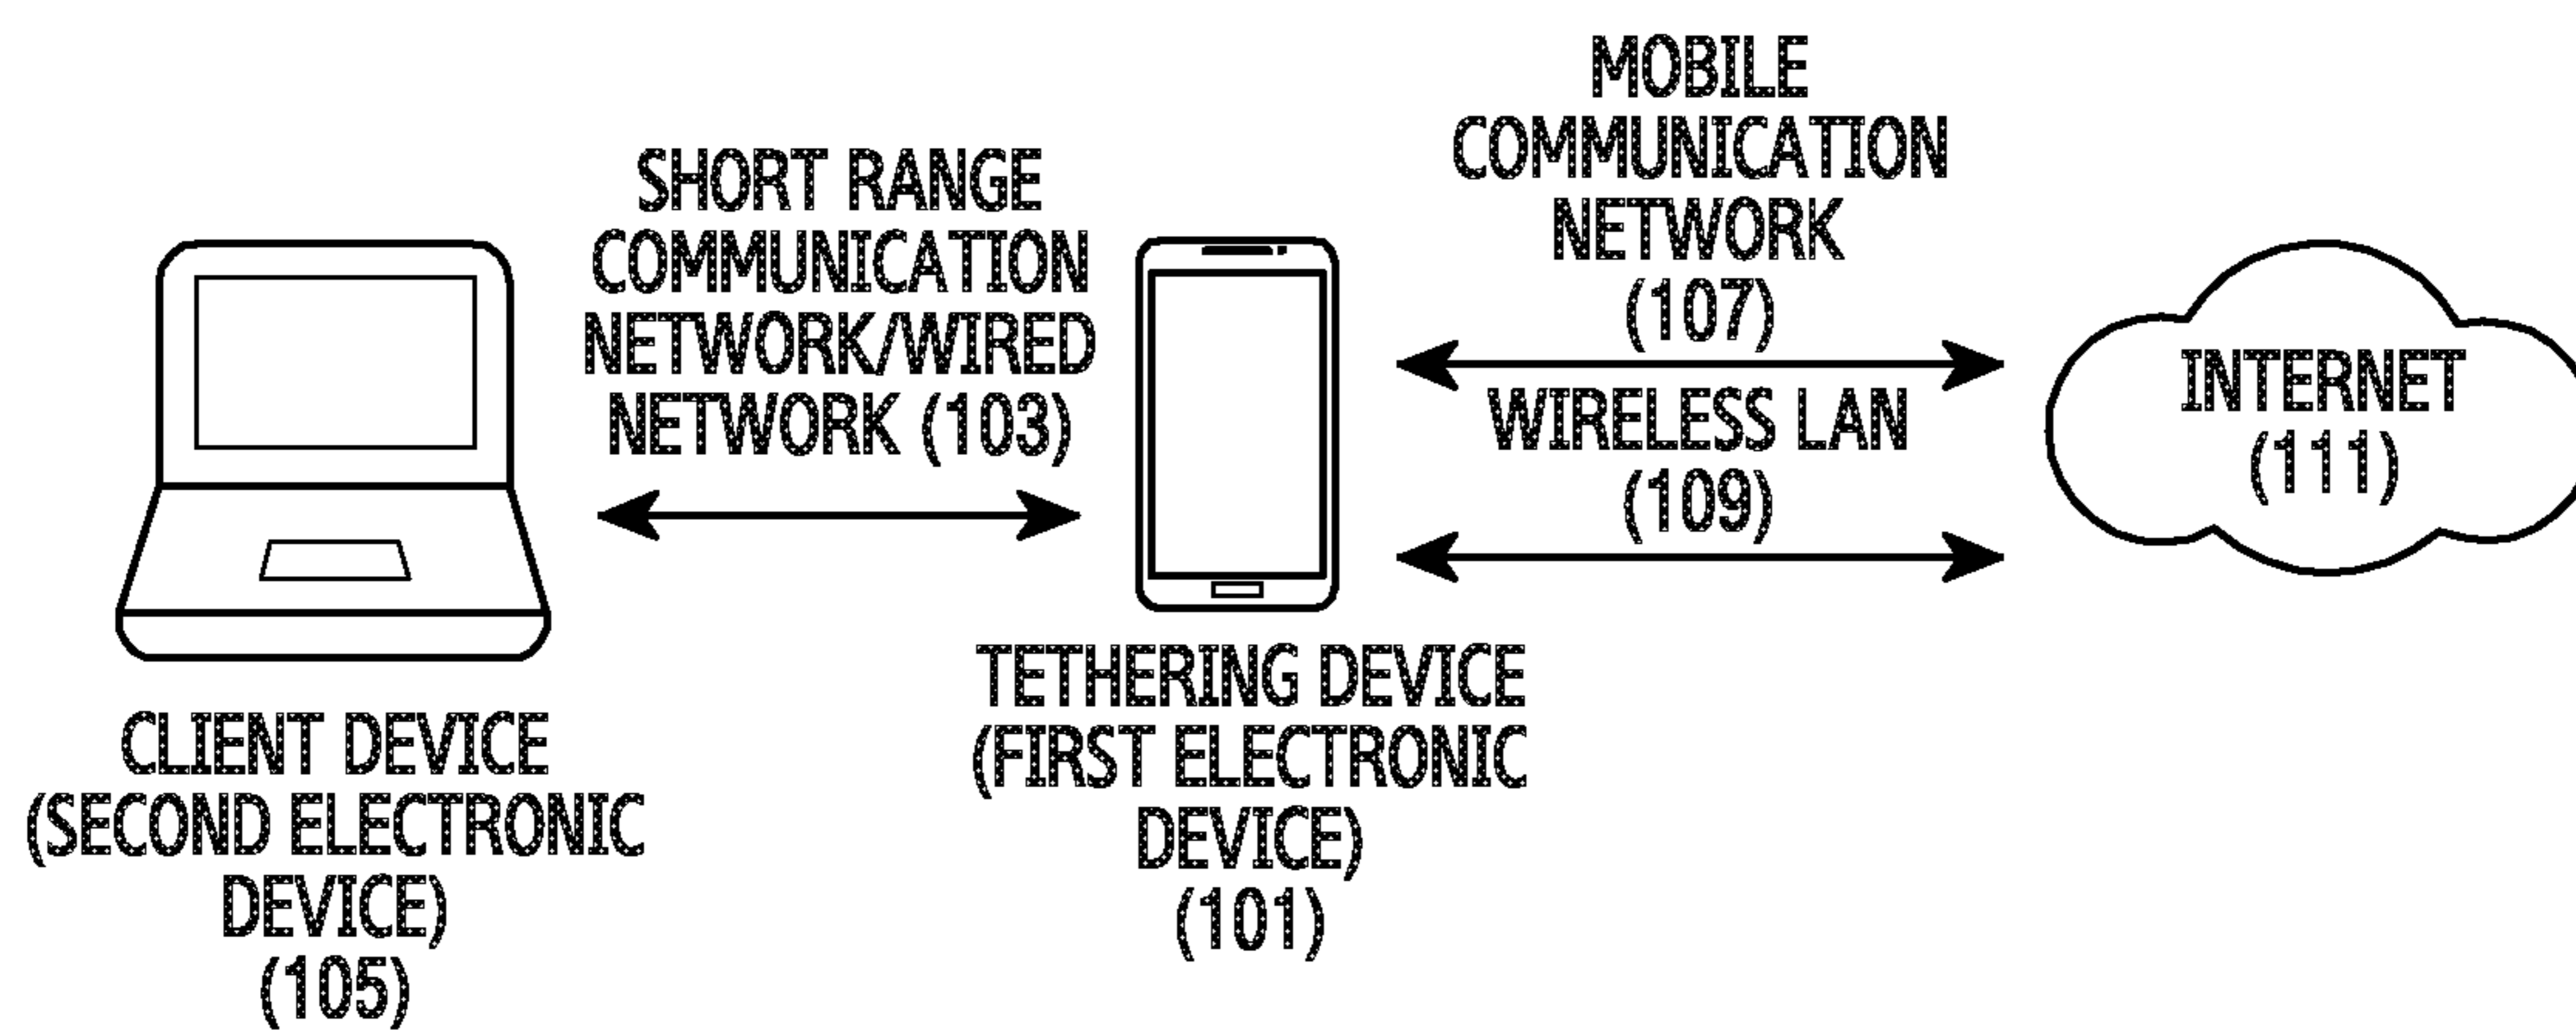 MOBILE
COMMUNICATION
NETWORK
(107)
SHORT RANGE
COMMUNICATION
NETWORK/WIRED
NETWORK (103)
WIRELESS LAN
(109)
INTERNET
(111)
TETHERING DEVICE
(FIRST ELECTRONIC
DEVICE)
(101)
CLIENT DEVICE
(SECOND ELECTRONIC
DEVICE)
(105)